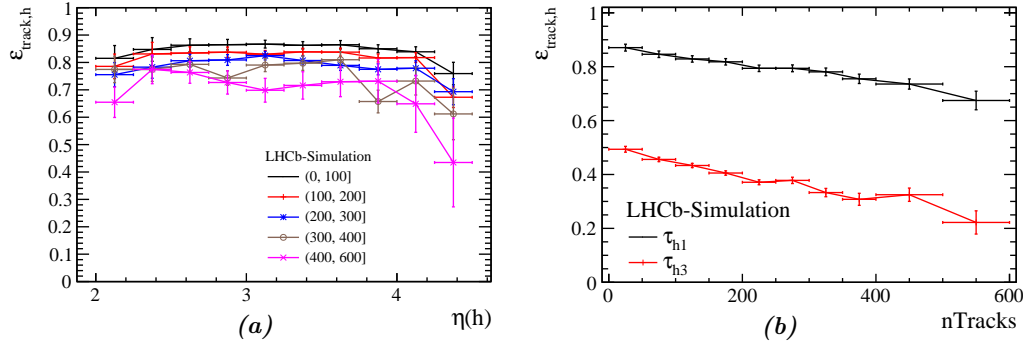 ε_track,h
1
0.9
0.8
0.7
0.6
0.5
0.4
0.3
0.2
0.1
0
LHCb-Simulation
(0, 100]
(100, 200]
(200, 300]
(300, 400]
(400, 600]
2
3
4
η(h)
(a)
ε_track,h
1
0.8
0.6
0.4
0.2
0
LHCb-Simulation
τ_h1
τ_h3
0
200
400
600
nTracks
(b)